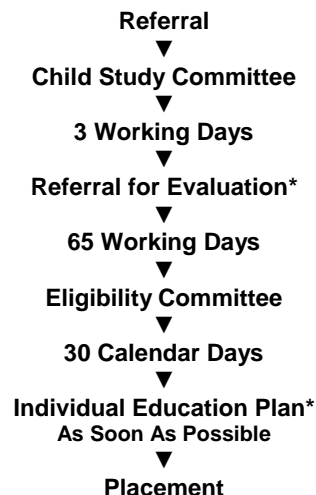 Referral
▼
Child Study Committee
▼
3 Working Days
▼
Referral for Evaluation*
▼
65 Working Days
▼
Eligibility Committee
▼
30 Calendar Days
▼
Individual Education Plan*
As Soon As Possible
▼
Placement